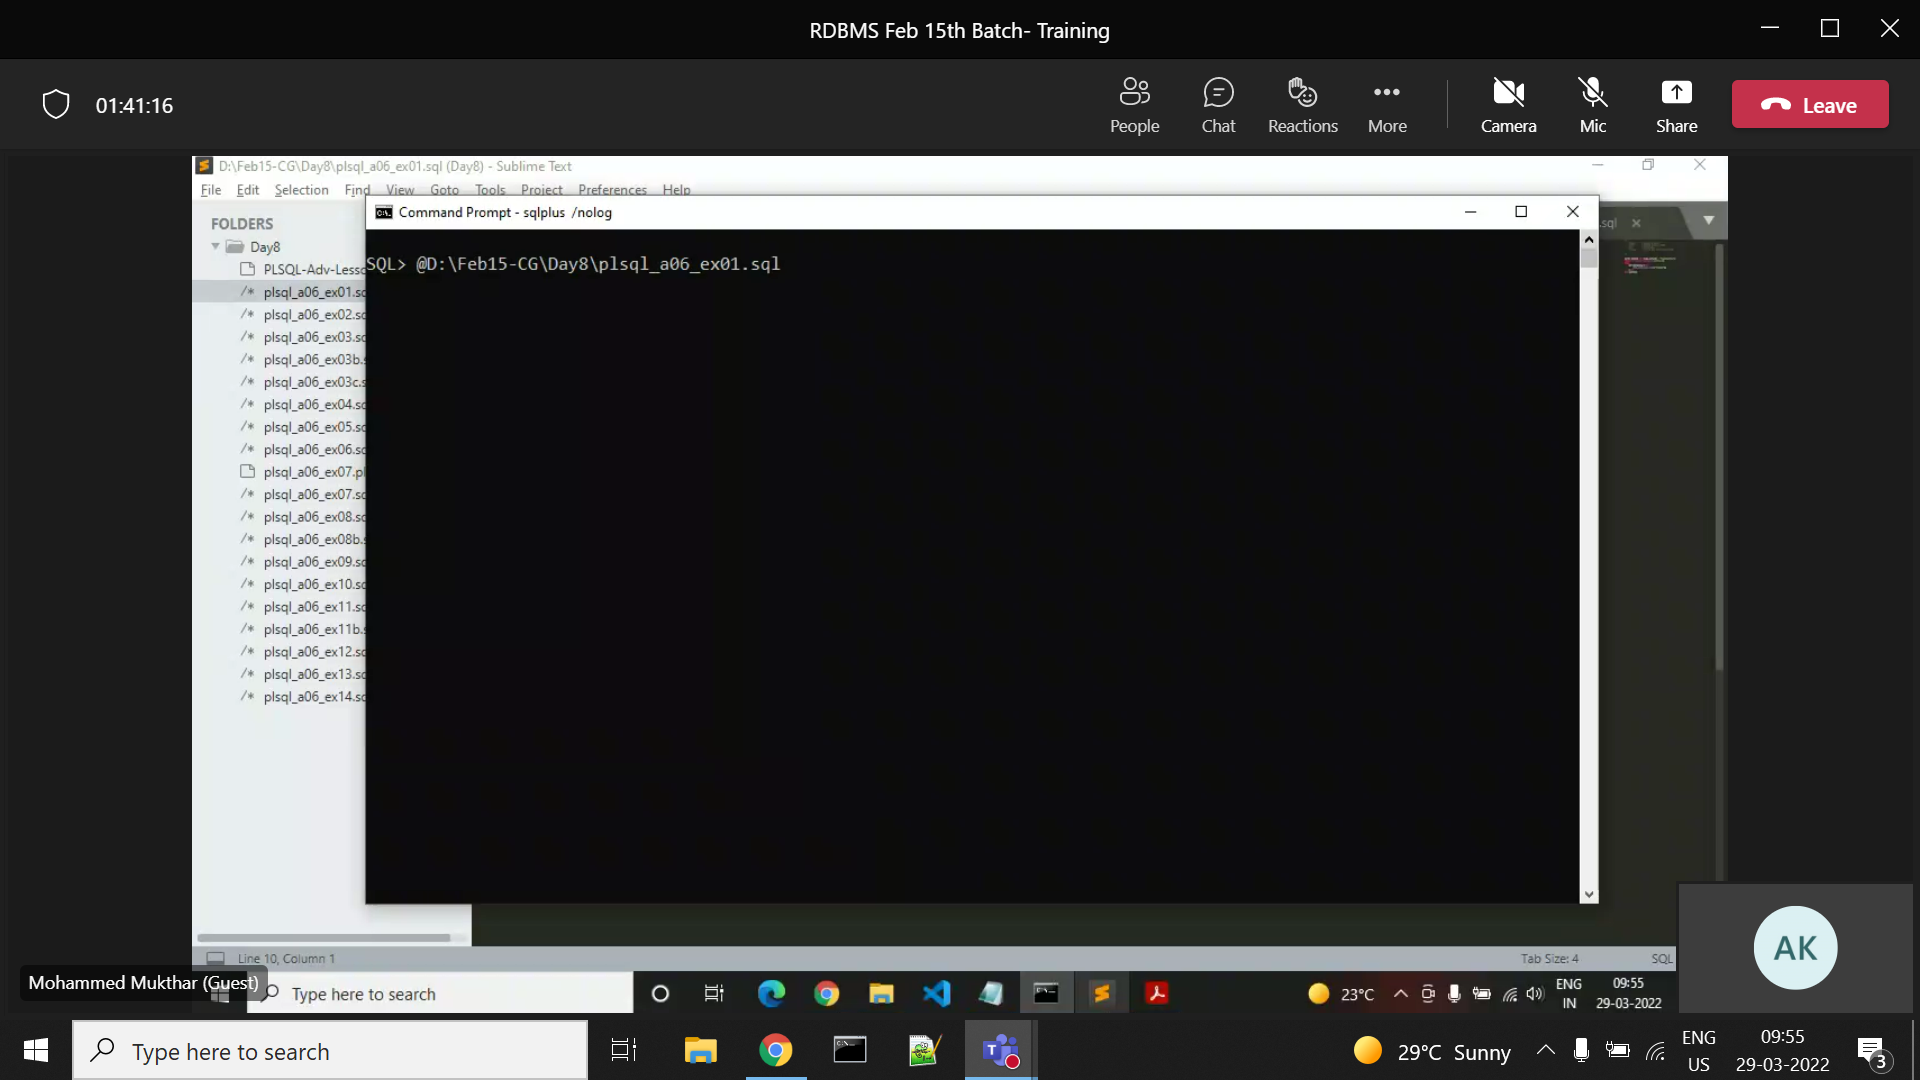 RDBMS Feb 15th Batch- Training
01:41:16
People
Chat
Reactions
More
Camera
Mic
Share
Leave
D:\Feb15-CG\Day8\plsql_a06_ex01.sql (Day8) - Sublime Text
File Edit Selection Find View Goto Tools Project Preferences Help
Command Prompt - sqlplus /nolog
FOLDERS
.sql
Day8
PLSQL-Adv-Less
SQL> @D:\Feb15-CG\Day8\plsql_a06_ex01.sql
/* plsql_a06_ex01.s
/* plsql_a06_ex02.s
/* plsql_a06_ex03.s
/* plsql_a06_ex03b.
/* plsql_a06_ex03c.s
/* plsql_a06_ex04.s
/* plsql_a06_ex05.s
/* plsql_a06_ex06.s
plsql_a06_ex07.pl
/* plsql_a06_ex07.s
/* plsql_a06_ex08.s
/* plsql_a06_ex08b.
/* plsql_a06_ex09.s
/* plsql_a06_ex10.s
/* plsql_a06_ex11.s
/* plsql_a06_ex11b.
/* plsql_a06_ex12.s
/* plsql_a06_ex13.s
/* plsql_a06_ex14.s
AK
Line 10, Column 1
Tab Size: 4
SQL
Mohammed Mukthar (Guest)
Type here to search
23°C
ENG
IN
09:55
29-03-2022
Type here to search
29°C Sunny
ENG
US
09:55
29-03-2022
3